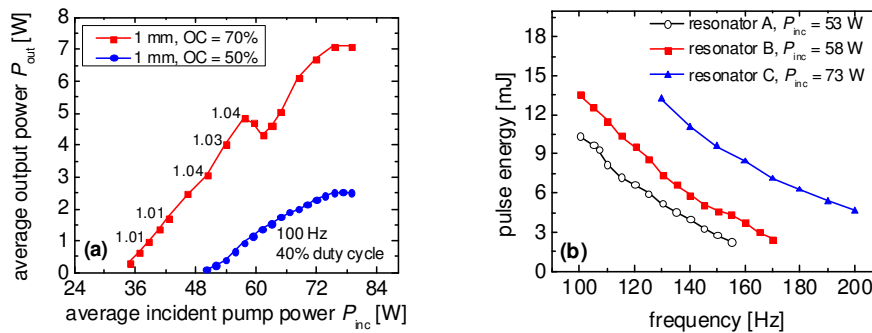 1 mm, OC = 70%
1 mm, OC = 50%
average output power P_out [W]
8
7
6
5
4
3
2
1
0
1.01
1.01
1.04
1.03
1.04
(a)
100 Hz
40% duty cycle
24 36 48 60 72 84
average incident pump power P_inc [W]
resonator A, P_inc = 53 W
resonator B, P_inc = 58 W
resonator C, P_inc = 73 W
pulse energy [mJ]
18
15
12
9
6
3
(b)
100 120 140 160 180 200
frequency [Hz]